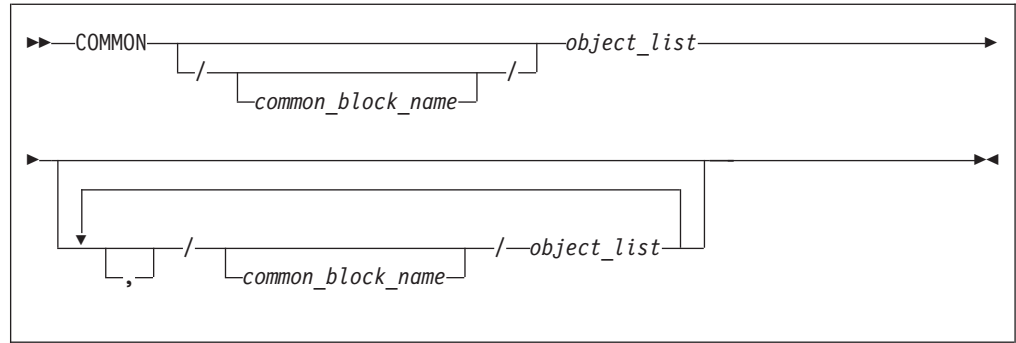 COMMON / common_block_name / object_list
, / common_block_name / object_list